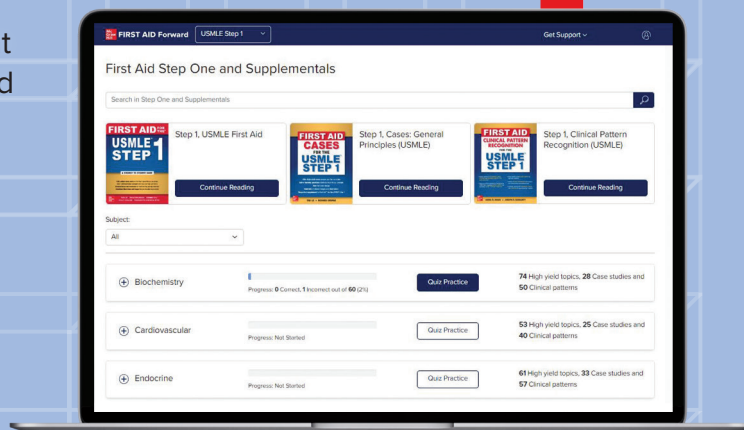 t
d
FIRST AID Forward
USMLE Step 1
Get Support
First Aid Step One and Supplementals
Search in Step One and Supplementals
FIRST AID
FOR THE
USMLE
STEP 1
Step 1, USMLE First Aid
Continue Reading
FIRST AID
CASES
FOR THE
USMLE
STEP 1
Step 1, Cases: General
Principles (USMLE)
Continue Reading
FIRST AID
CLINICAL PATTERN
RECOGNITION
FOR THE
USMLE
STEP 1
Step 1, Clinical Pattern
Recognition (USMLE)
Continue Reading
Subject:
All
Biochemistry
Progress: 0 Correct, 1 Incorrect out of 60 (2%)
Quiz Practice
74 High yield topics, 28 Case studies and
50 Clinical patterns
Cardiovascular
Progress: Not Started
Quiz Practice
53 High yield topics, 25 Case studies and
40 Clinical patterns
Endocrine
Progress: Not Started
Quiz Practice
61 High yield topics, 33 Case studies and
57 Clinical patterns